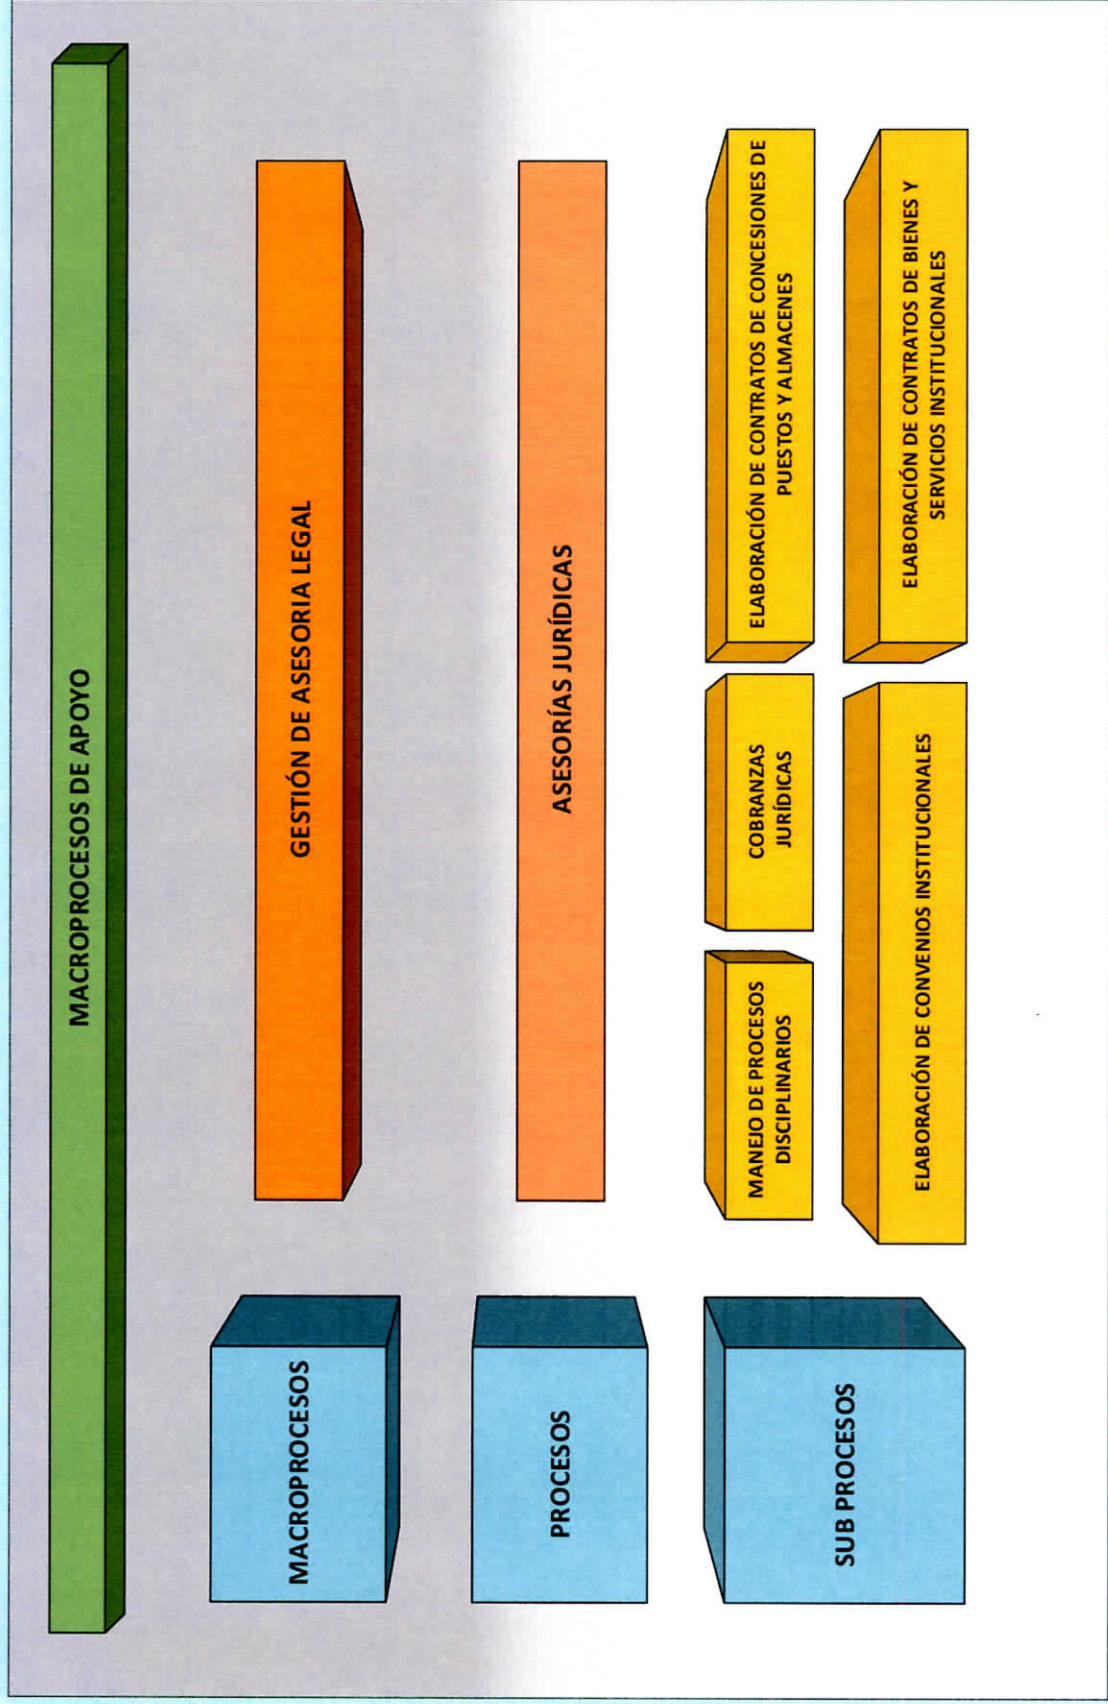 MACROPROCESOS DE APOYO
MACROPROCESOS
GESTIÓN DE ASESORIA LEGAL
PROCESOS
ASESORÍAS JURÍDICAS
SUB PROCESOS
MANEJO DE PROCESOS
DISCIPLINARIOS
COBRANZAS
JURÍDICAS
ELABORACIÓN DE CONTRATOS DE CONCESIONES DE
PUESTOS Y ALMACENES
ELABORACIÓN DE CONVENIOS INSTITUCIONALES
ELABORACIÓN DE CONTRATOS DE BIENES Y
SERVICIOS INSTITUCIONALES